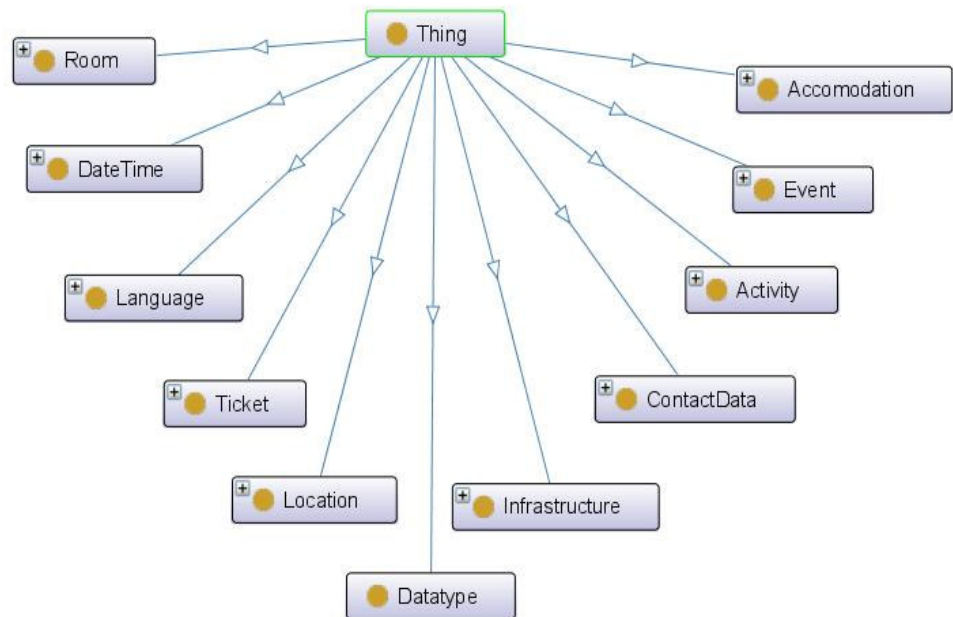 Thing
Room
Accomodation
DateTime
Event
Language
Activity
Ticket
ContactData
Location
Infrastructure
Datatype